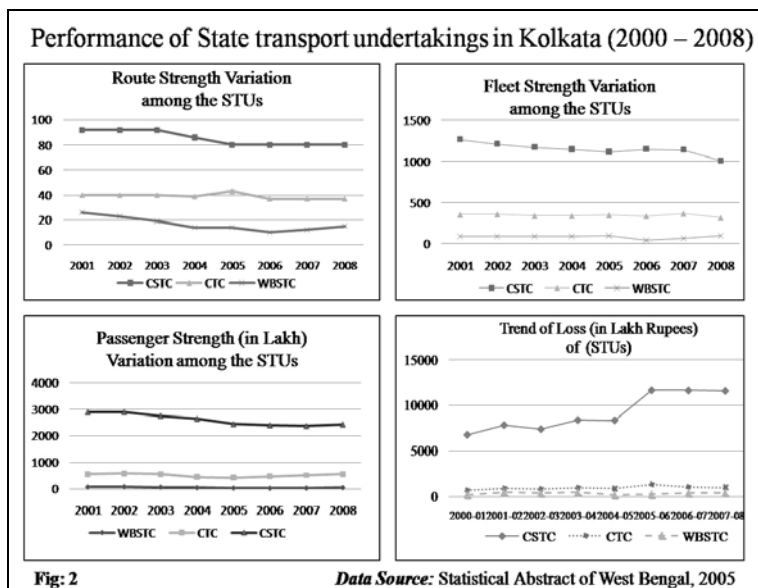 Performance of State transport undertakings in Kolkata (2000 – 2008)
Route Strength Variation
among the STUs
100
80
60
40
20
0
2001 2002 2003 2004 2005 2006 2007 2008
CSTC CTC WBSTC
Fleet Strength Variation
among the STUs
1500
1000
500
0
2001 2002 2003 2004 2005 2006 2007 2008
CSTC CTC WBSTC
Passenger Strength (in Lakh)
Variation among the STUs
4000
3000
2000
1000
0
2001 2002 2003 2004 2005 2006 2007 2008
WBSTC CTC CSTC
Trend of Loss (in Lakh Rupees)
of (STUs)
15000
10000
5000
0
2000-01 2001-02 2002-03 2003-04 2004-05 2005-06 2006-07 2007-08
CSTC CTC WBSTC
Fig: 2
Data Source: Statistical Abstract of West Bengal, 2005